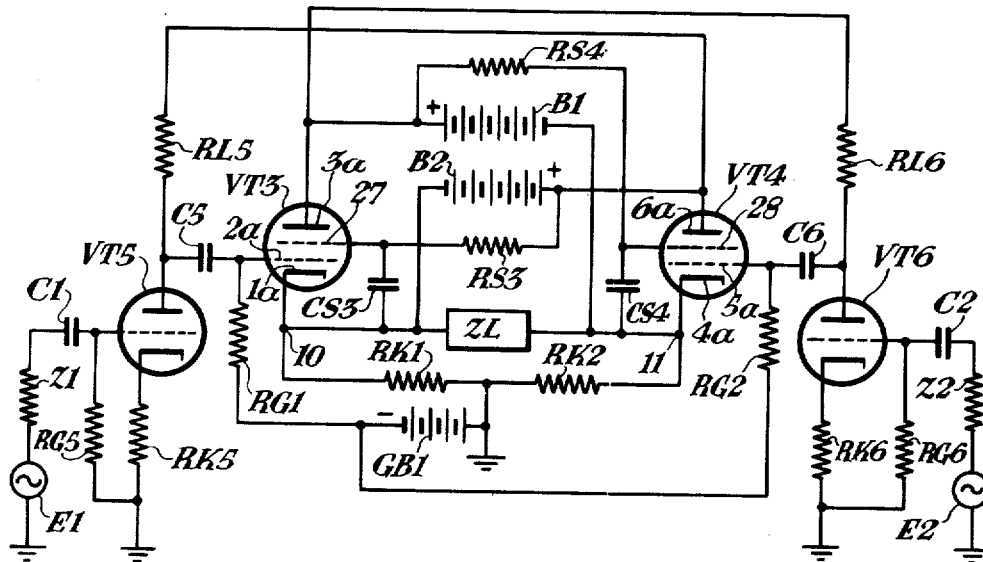 RS4
+ B1
B2 +
RL5
RL6
3a
27
VT3
VT4
6a
28
C5
2a
C6
VT5
1a
RS3
VT6
C1
CS3
CS4
5a
4a
C2
ZL
10
RK1
RK2
11
Z1
RG1
RG2
Z2
RG5
RK5
-
GB1
RK6
RG6
E1
E2